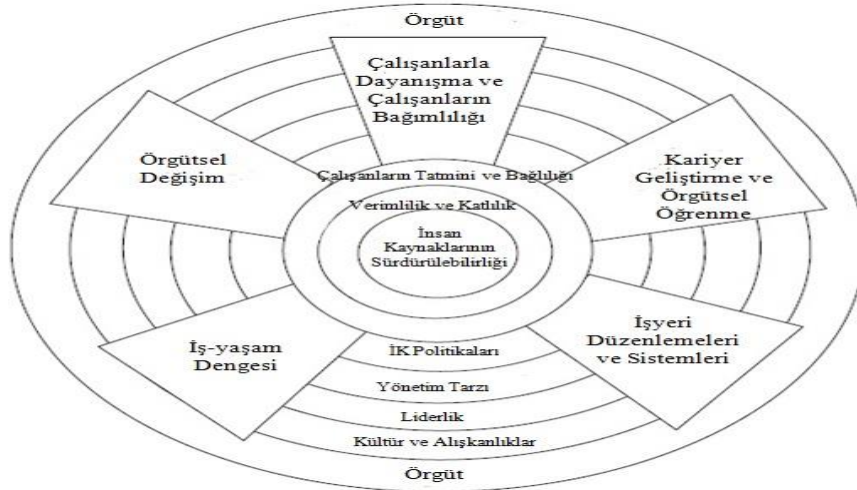 Örgüt
Çalışanlarla
Dayanışma ve
Çalışanların
Bağımlılığı
Örgütsel
Değişim
Kariyer
Geliştirme ve
Örgütsel
Öğrenme
Çalışanların Tatmini ve Bağlılığı
Verimlilik ve Katlılık
İnsan
Kaynaklarının
Sürdürülebilirliği
İş-yaşam
Dengesi
İşyeri
Düzenlemeleri
ve Sistemleri
İK Politikaları
Yönetim Tarzı
Liderlik
Kültür ve Alışkanlıklar
Örgüt